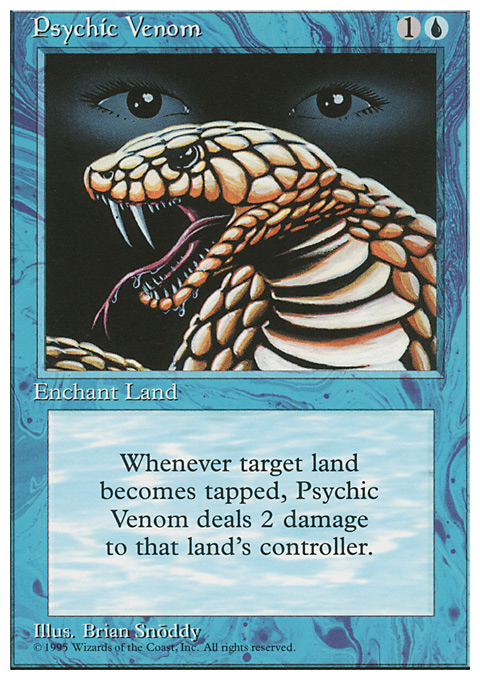 Psychic Venom
1
Enchant Land
Whenever target land
becomes tapped, Psychic
Venom deals 2 damage
to that land's controller.
Illus. Brian Snōddy
© 1995 Wizards of the Coast, Inc. All rights reserved.